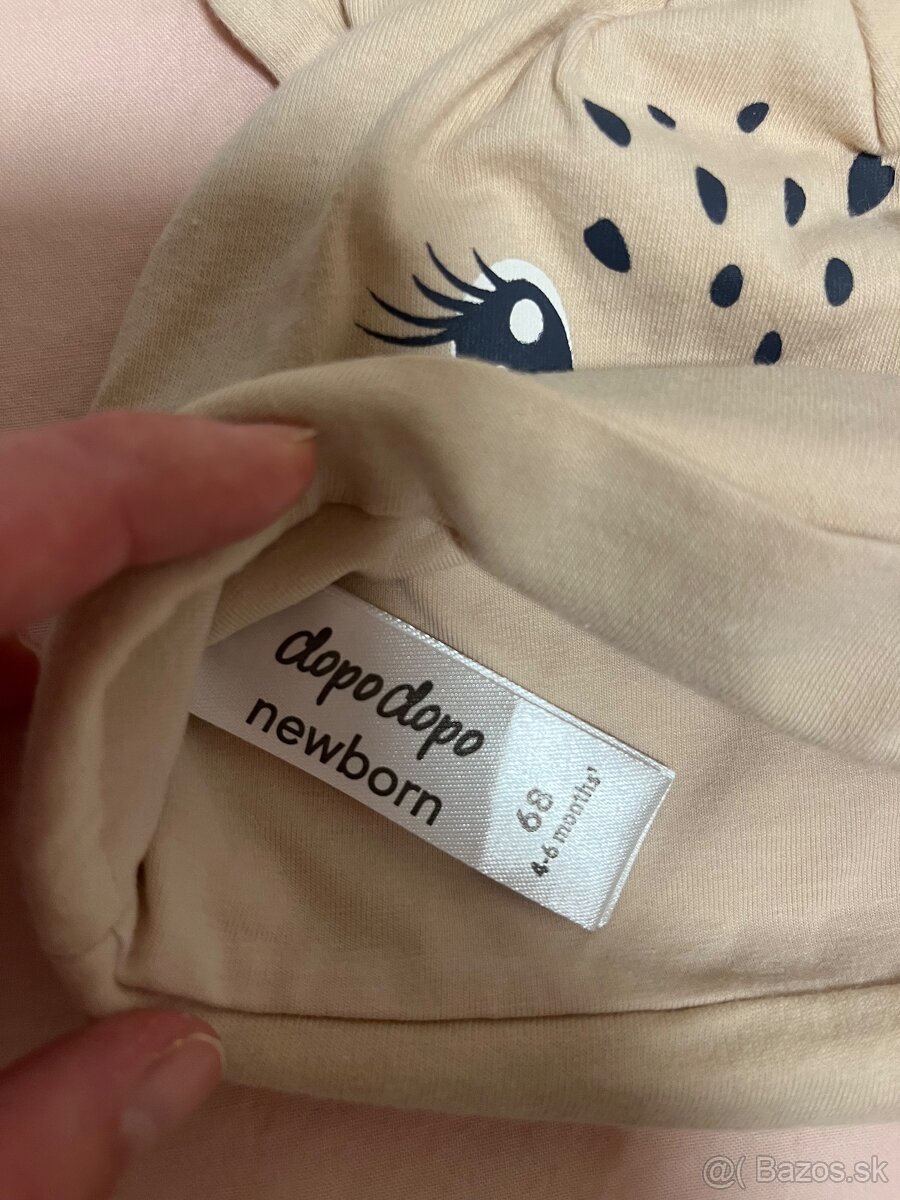 dopodopo
newborn
68
4-6 months'
@( Bazos.sk